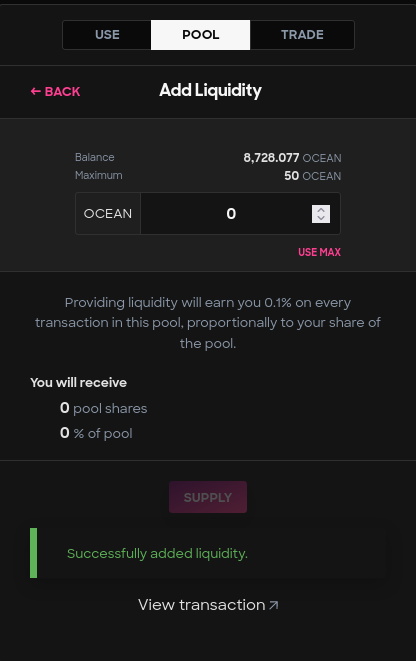 USE POOL TRADE
← BACK Add Liquidity
Balance 8,728.077 OCEAN
Maximum 50 OCEAN
OCEAN 0
USE MAX
Providing liquidity will earn you 0.1% on every
transaction in this pool, proportionally to your share of
the pool.
You will receive
0 pool shares
0 % of pool
SUPPLY
Successfully added liquidity.
View transaction ↗